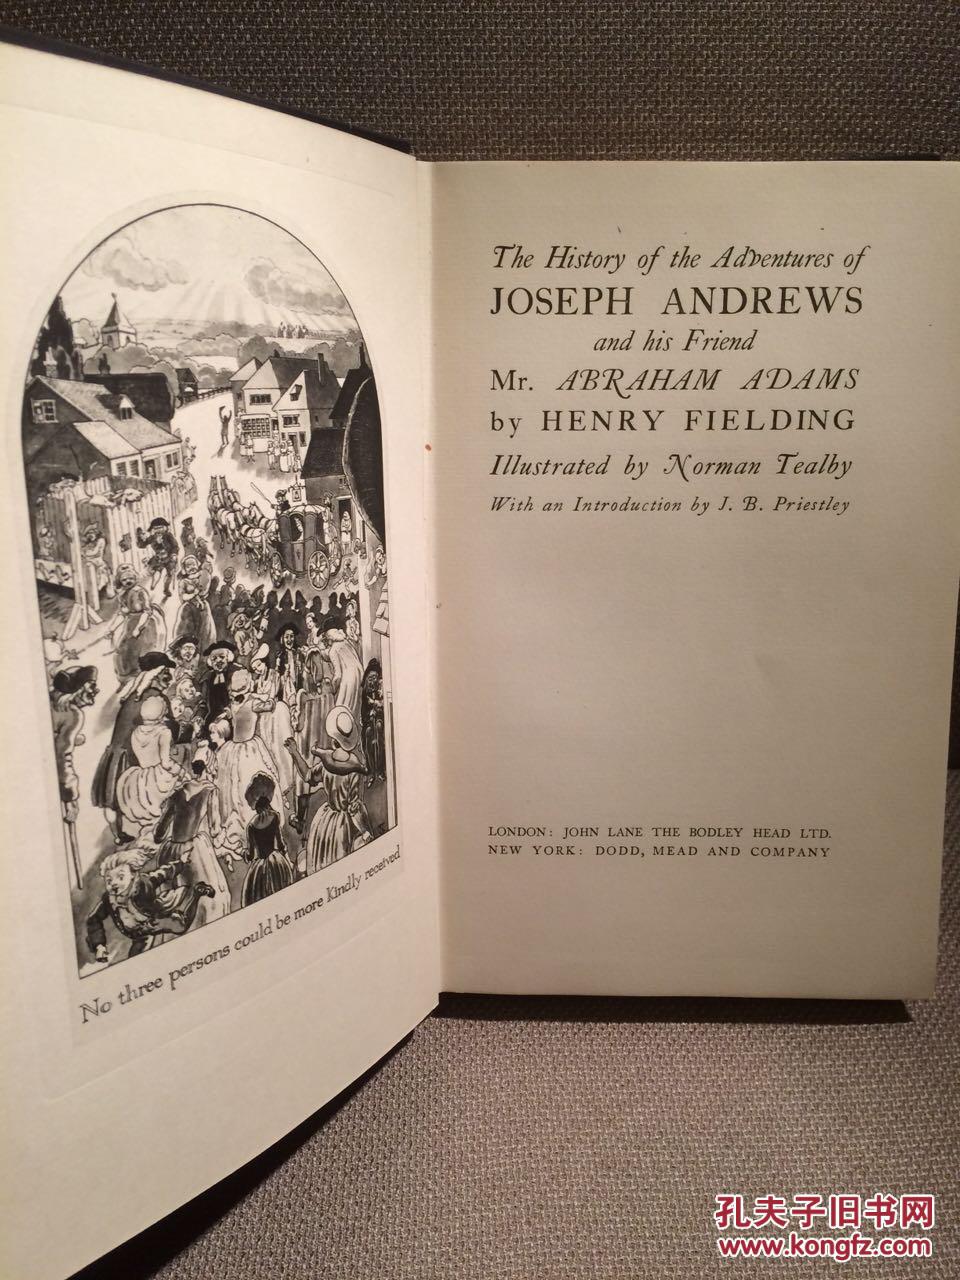 No three persons could be more Kindly received
The History of the Adventures of
JOSEPH ANDREWS
and his Friend
Mr. ABRAHAM ADAMS
by HENRY FIELDING
Illustrated by Norman Tealby
With an Introduction by J. B. Priestley
LONDON: JOHN LANE THE BODLEY HEAD LTD.
NEW YORK: DODD, MEAD AND COMPANY
孔夫子旧书网
www.kongfz.com